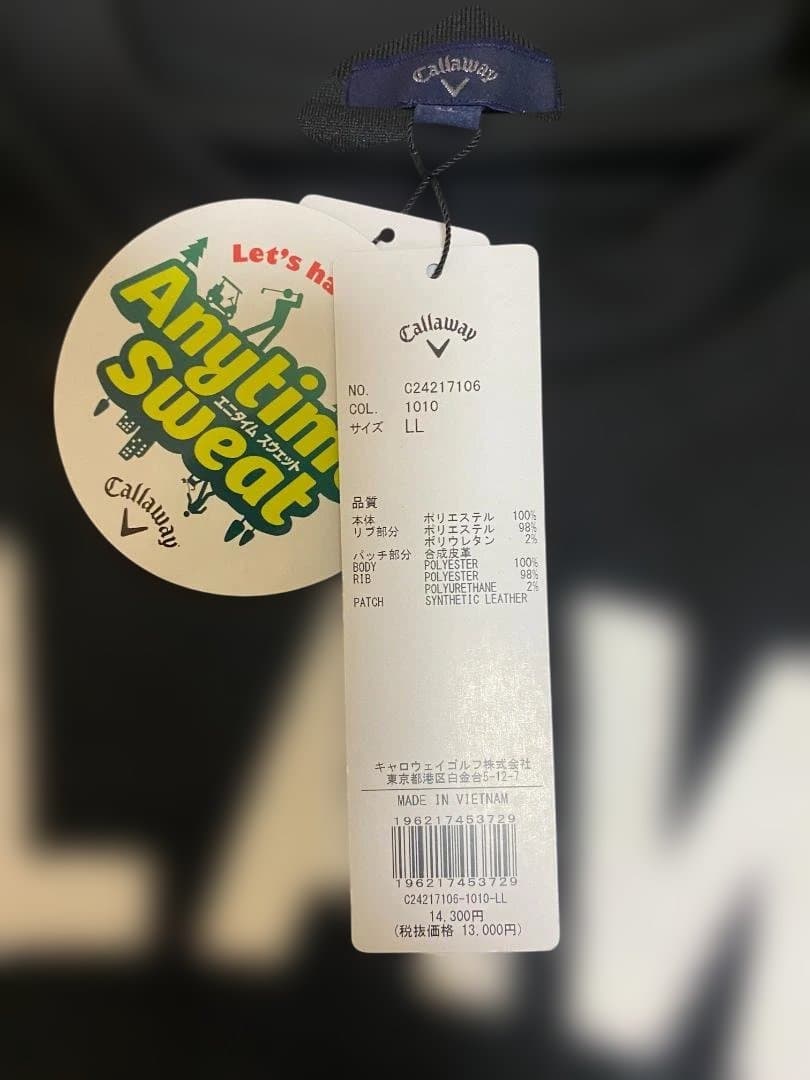 Callaway
Let's ha
Anytim
Sweat
エニタイム スウェット
Callaway
Callaway
NO. C24217106
COL. 1010
サイズ LL
品質
本体 ポリエステル 100%
リブ部分 ポリエステル 98%
ポリウレタン 2%
パッチ部分 合成皮革
BODY POLYESTER 100%
RIB POLYESTER 98%
POLYURETHANE 2%
PATCH SYNTHETIC LEATHER
キャロウェイゴルフ株式会社
東京都港区白金台5-12-7
MADE IN VIETNAM
196217453729
196217453729
C24217106-1010-LL
14,300円
(税抜価格 13,000円)